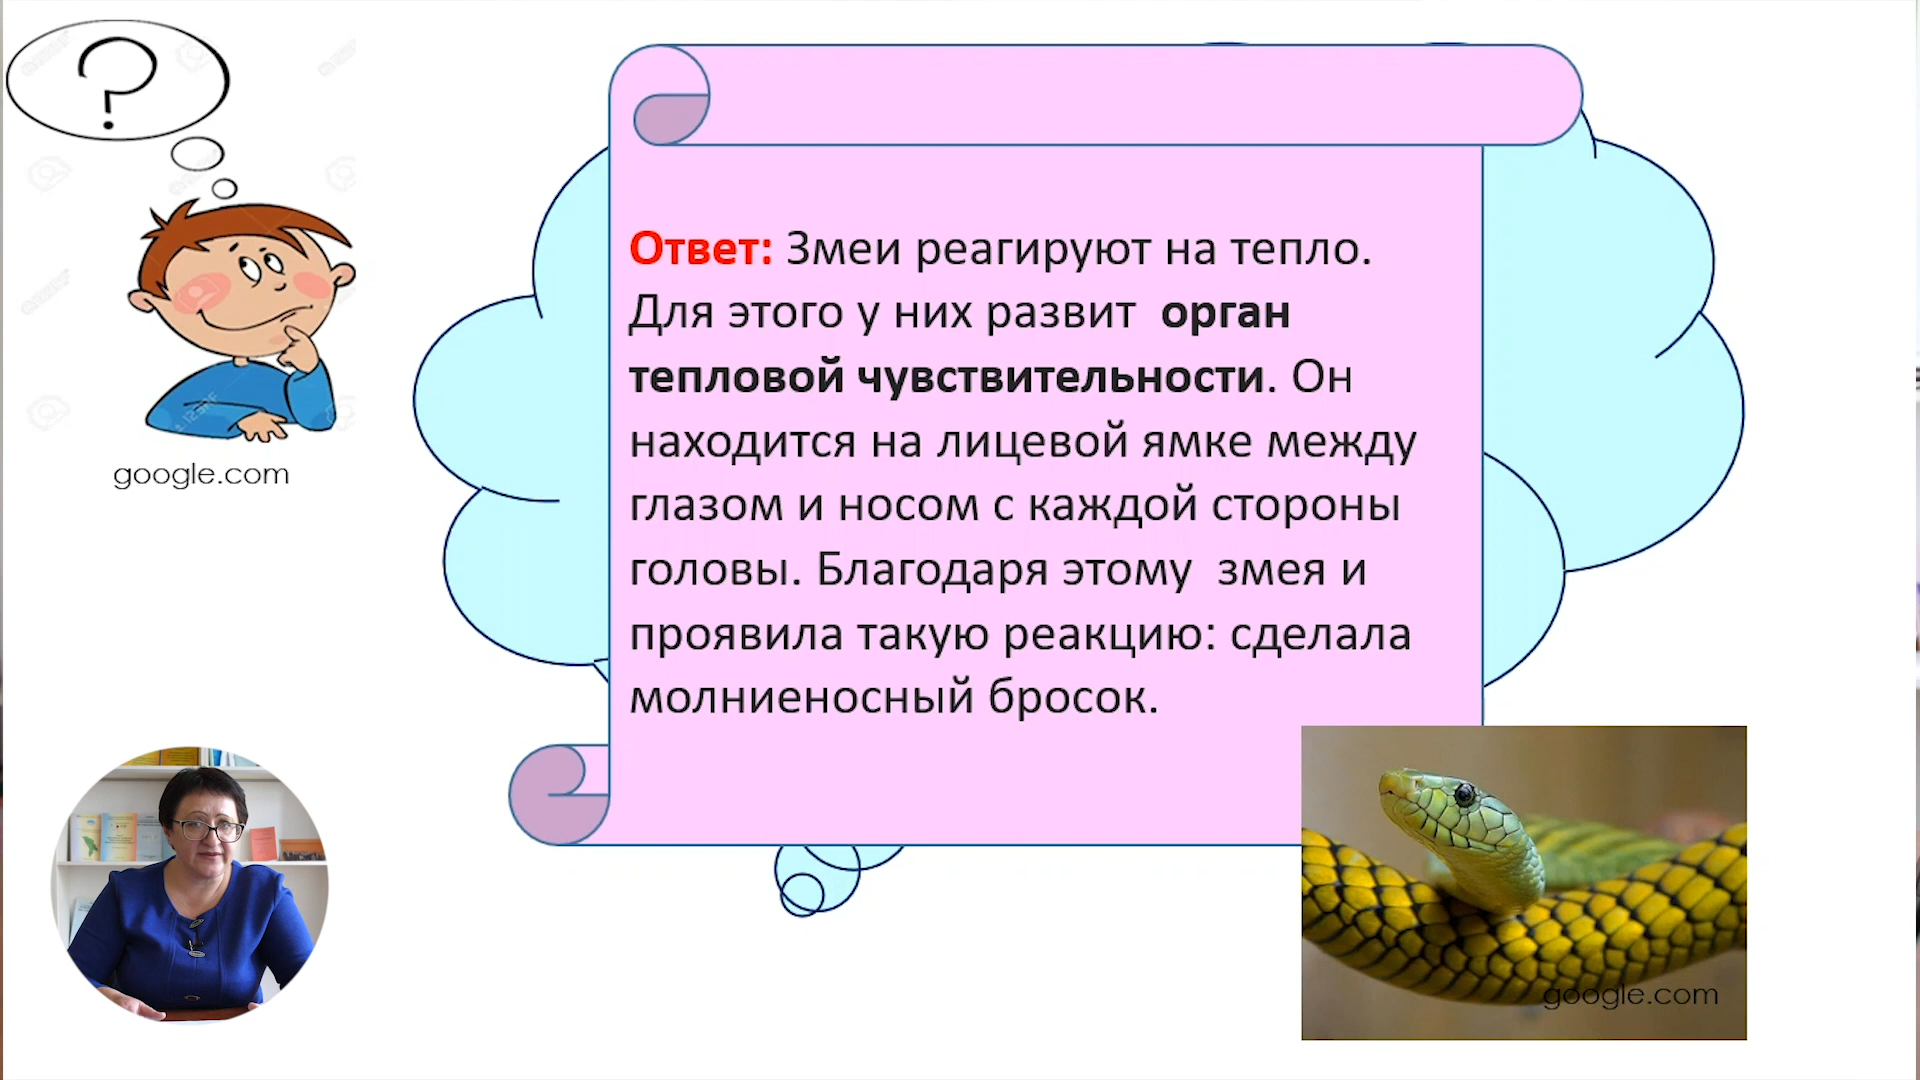 ?
Ответ: Змеи реагируют на тепло.
Для этого у них развит орган
тепловой чувствительности. Он
находится на лицевой ямке между
глазом и носом с каждой стороны
головы. Благодаря этому змея и
проявила такую реакцию: сделала
молниеносный бросок.
google.com
google.com